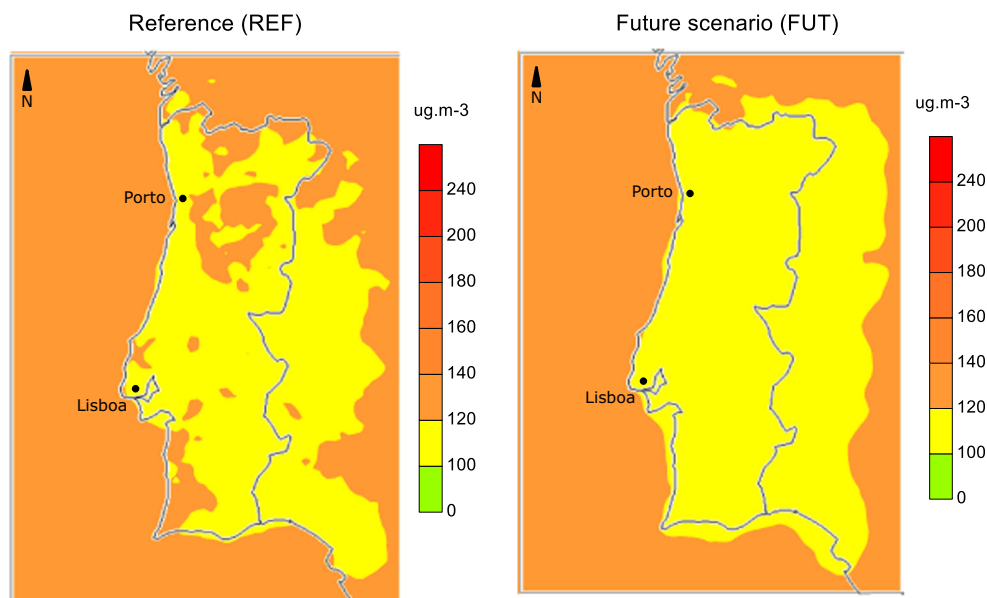 Reference (REF)
Future scenario (FUT)
N
ug.m-3
240
200
180
160
140
120
100
0
Porto
Lisboa
N
ug.m-3
240
200
180
160
140
120
100
0
Porto
Lisboa